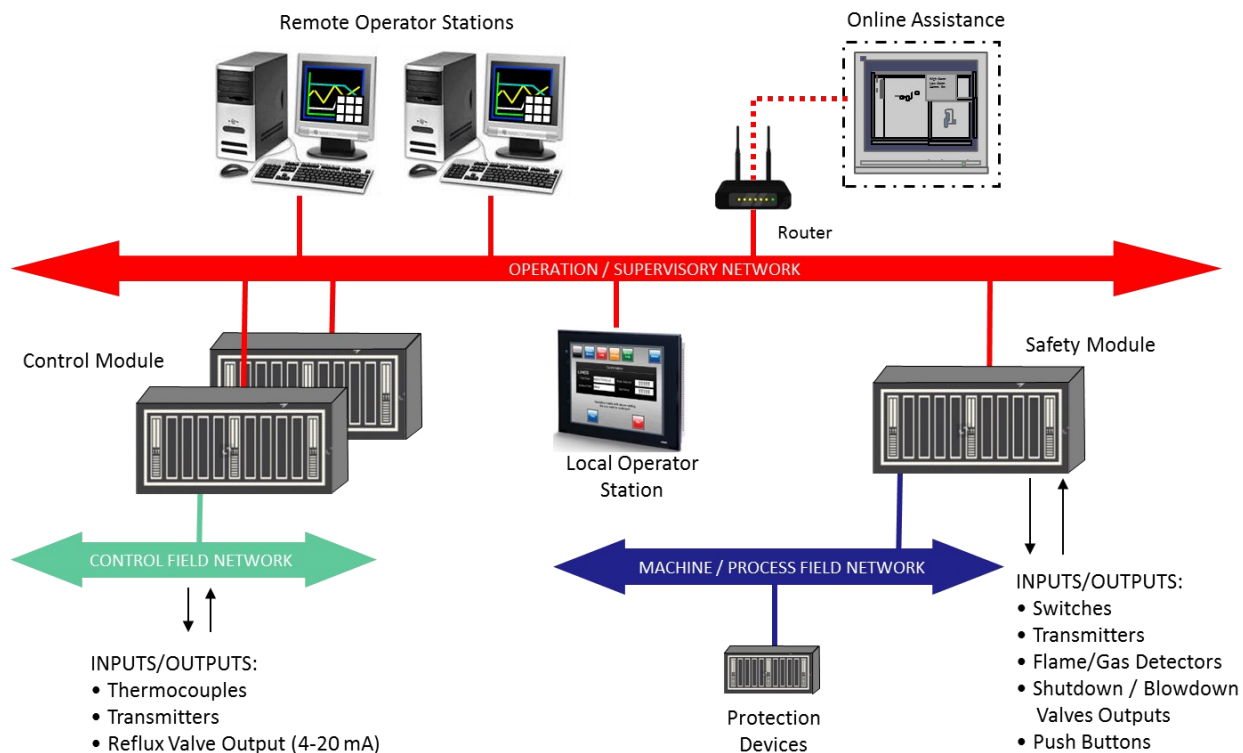 Remote Operator Stations
Online Assistance
Router
OPERATION / SUPERVISORY NETWORK
Control Module
Safety Module
Local Operator
Station
CONTROL FIELD NETWORK
MACHINE / PROCESS FIELD NETWORK
INPUTS/OUTPUTS:
• Thermocouples
• Transmitters
• Reflux Valve Output (4-20 mA)
Protection
Devices
INPUTS/OUTPUTS:
• Switches
• Transmitters
• Flame/Gas Detectors
• Shutdown / Blowdown
Valves Outputs
• Push Buttons